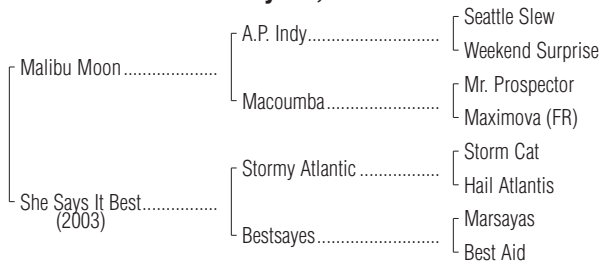 Seattle Slew
A.P. Indy
Weekend Surprise
Malibu Moon
Mr. Prospector
Macoumba
Maximova (FR)
Storm Cat
Stormy Atlantic
Hail Atlantis
She Says It Best
(2003)
Marsayas
Bestsayes
Best Aid